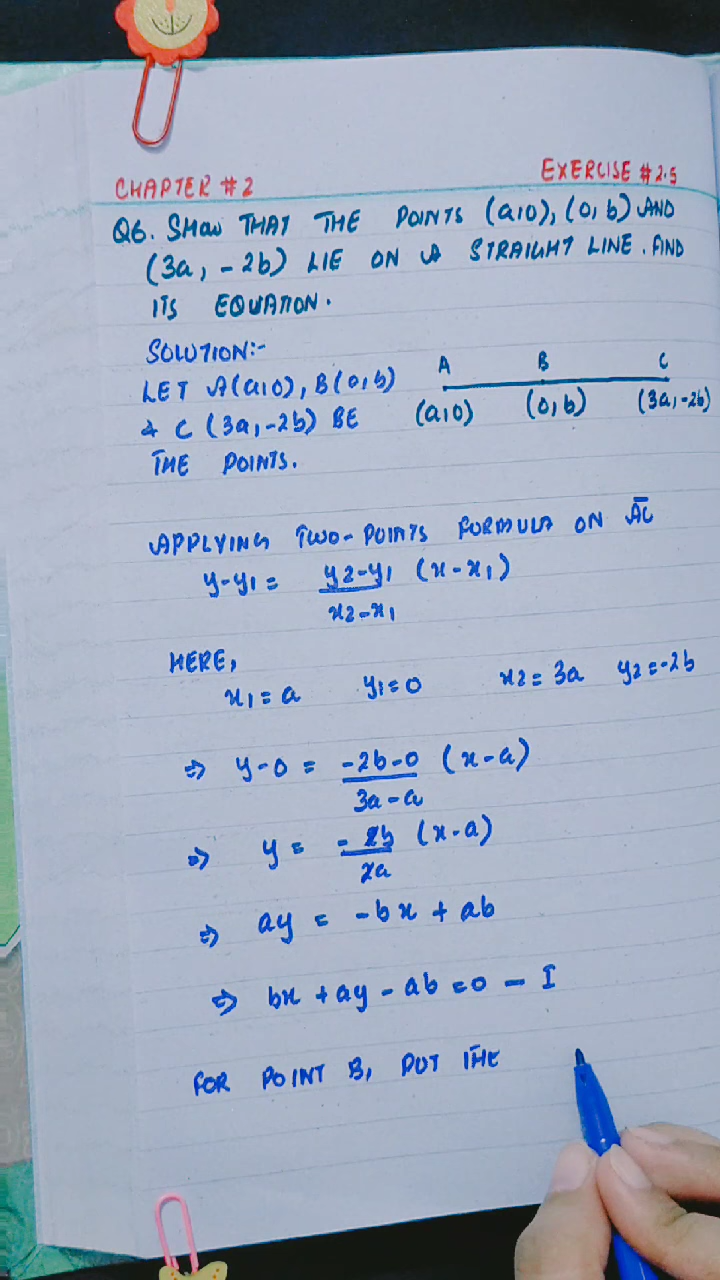 CHAPTER #2 EXERCISE #2.5
Q6. SHOW THAT THE POINTS (a,0), (0,b) AND
(3a, -2b) LIE ON A STRAIGHT LINE. AND
ITS EQUATION.
SOLUTION:-
LET A(a,0), B(0,b)
& C (3a,-2b) BE
THE POINTS.
A B C
(a,0) (0,b) (3a,-2b)
APPLYING TWO-POINTS FORMULA ON A̅C̅
y-y₁ = y₂-y₁ (x-x₁)
x₂-x₁
HERE,
x₁ = a y₁=0 x₂= 3a y₂=-2b
⇒ y-0 = -2b-0 (x-a)
3a-a
⇒ y = -2b (x-a)
2a
⇒ ay = -bx + ab
⇒ bx + ay - ab =0 - I
FOR POINT B, PUT THE